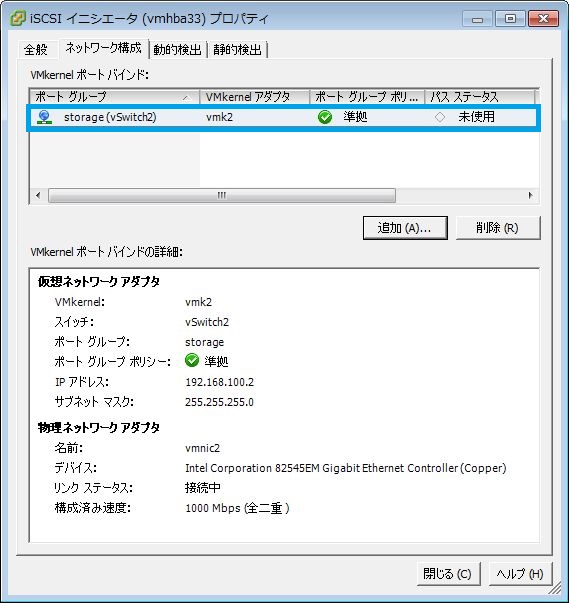 iSCSI イニシエータ (vmhba33) プロパティ
全般 ネットワーク構成 動的検出 静的検出
VMkernel ポート バインド:
ポート グループ VMkernel アダプタ ポート グループ ポリ... パス ステータス
storage (vSwitch2) vmk2 準拠 未使用
追加 (A)... 削除 (R)
VMkernel ポート バインドの詳細:
仮想ネットワーク アダプタ
VMkernel: vmk2
スイッチ: vSwitch2
ポート グループ: storage
ポート グループ ポリシー: 準拠
IP アドレス: 192.168.100.2
サブネット マスク: 255.255.255.0
物理ネットワーク アダプタ
名前: vmnic2
デバイス: Intel Corporation 82545EM Gigabit Ethernet Controller (Copper)
リンク ステータス: 接続中
構成済み速度: 1000 Mbps (全二重 )
閉じる (C) ヘルプ (H)